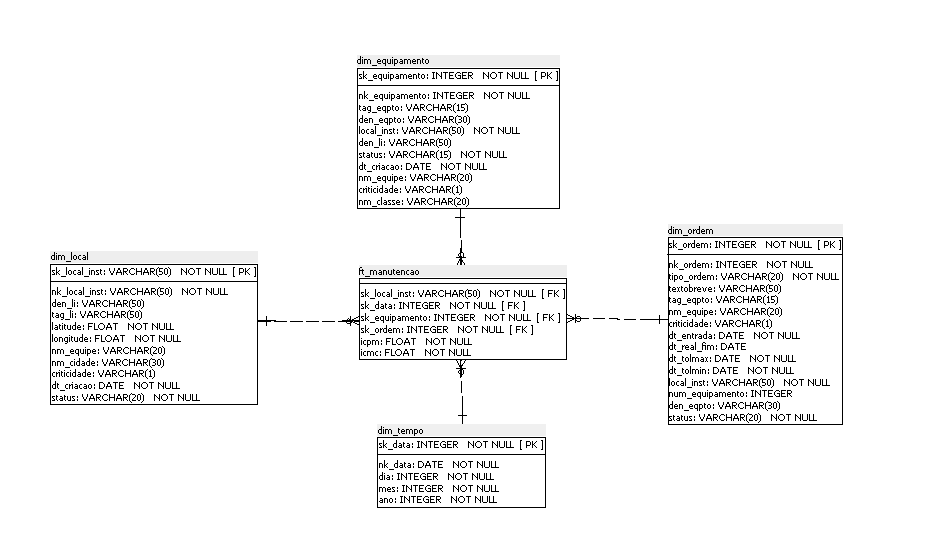 dim_equipamento
sk_equipamento: INTEGER NOT NULL [ PK ]
nk_equipamento: INTEGER NOT NULL
tag_eqpto: VARCHAR(15)
den_eqpto: VARCHAR(30)
local_inst: VARCHAR(50) NOT NULL
den_li: VARCHAR(50)
status: VARCHAR(15) NOT NULL
dt_criacao: DATE NOT NULL
nm_equipe: VARCHAR(20)
criticidade: VARCHAR(1)
nm_classe: VARCHAR(20)
dim_local
sk_local_inst: VARCHAR(50) NOT NULL [ PK ]
nk_local_inst: VARCHAR(50) NOT NULL
den_li: VARCHAR(50)
tag_li: VARCHAR(50)
latitude: FLOAT NOT NULL
longitude: FLOAT NOT NULL
nm_equipe: VARCHAR(20)
nm_cidade: VARCHAR(30)
criticidade: VARCHAR(1)
dt_criacao: DATE NOT NULL
status: VARCHAR(20) NOT NULL
ft_manutencao
sk_local_inst: VARCHAR(50) NOT NULL [ FK ]
sk_data: INTEGER NOT NULL [ FK ]
sk_equipamento: INTEGER NOT NULL [ FK ]
sk_ordem: INTEGER NOT NULL [ FK ]
icpm: FLOAT NOT NULL
icmc: FLOAT NOT NULL
dim_ordem
sk_ordem: INTEGER NOT NULL [ PK ]
nk_ordem: INTEGER NOT NULL
tipo_ordem: VARCHAR(20) NOT NULL
textobreve: VARCHAR(50)
tag_eqpto: VARCHAR(15)
nm_equipe: VARCHAR(20)
criticidade: VARCHAR(1)
dt_entrada: DATE NOT NULL
dt_real_fim: DATE
dt_tolmax: DATE NOT NULL
dt_tolmin: DATE NOT NULL
local_inst: VARCHAR(50) NOT NULL
num_equipamento: INTEGER
den_eqpto: VARCHAR(30)
status: VARCHAR(20) NOT NULL
dim_tempo
sk_data: INTEGER NOT NULL [ PK ]
nk_data: DATE NOT NULL
dia: INTEGER NOT NULL
mes: INTEGER NOT NULL
ano: INTEGER NOT NULL